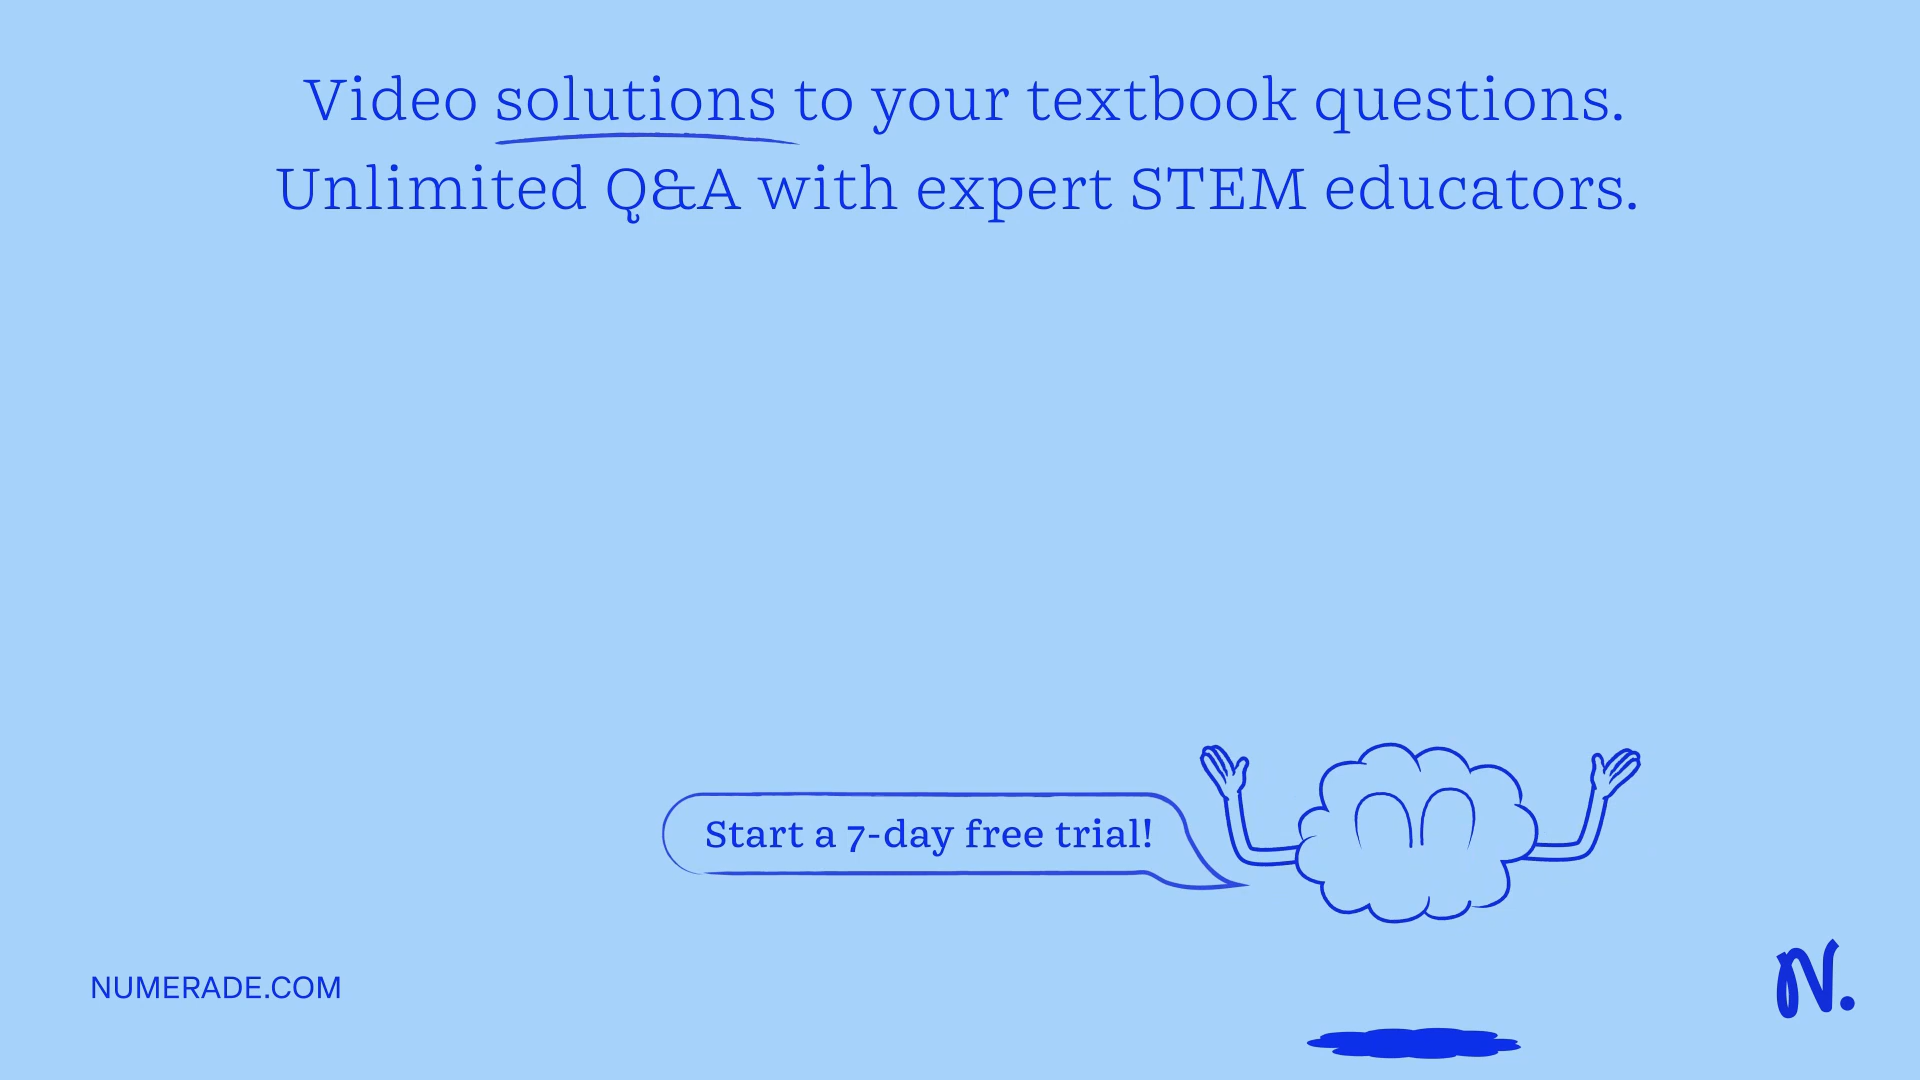 Video solutions to your textbook questions.
Unlimited Q&A with expert STEM educators.
Start a 7-day free trial!
NUMERADE.COM
N.